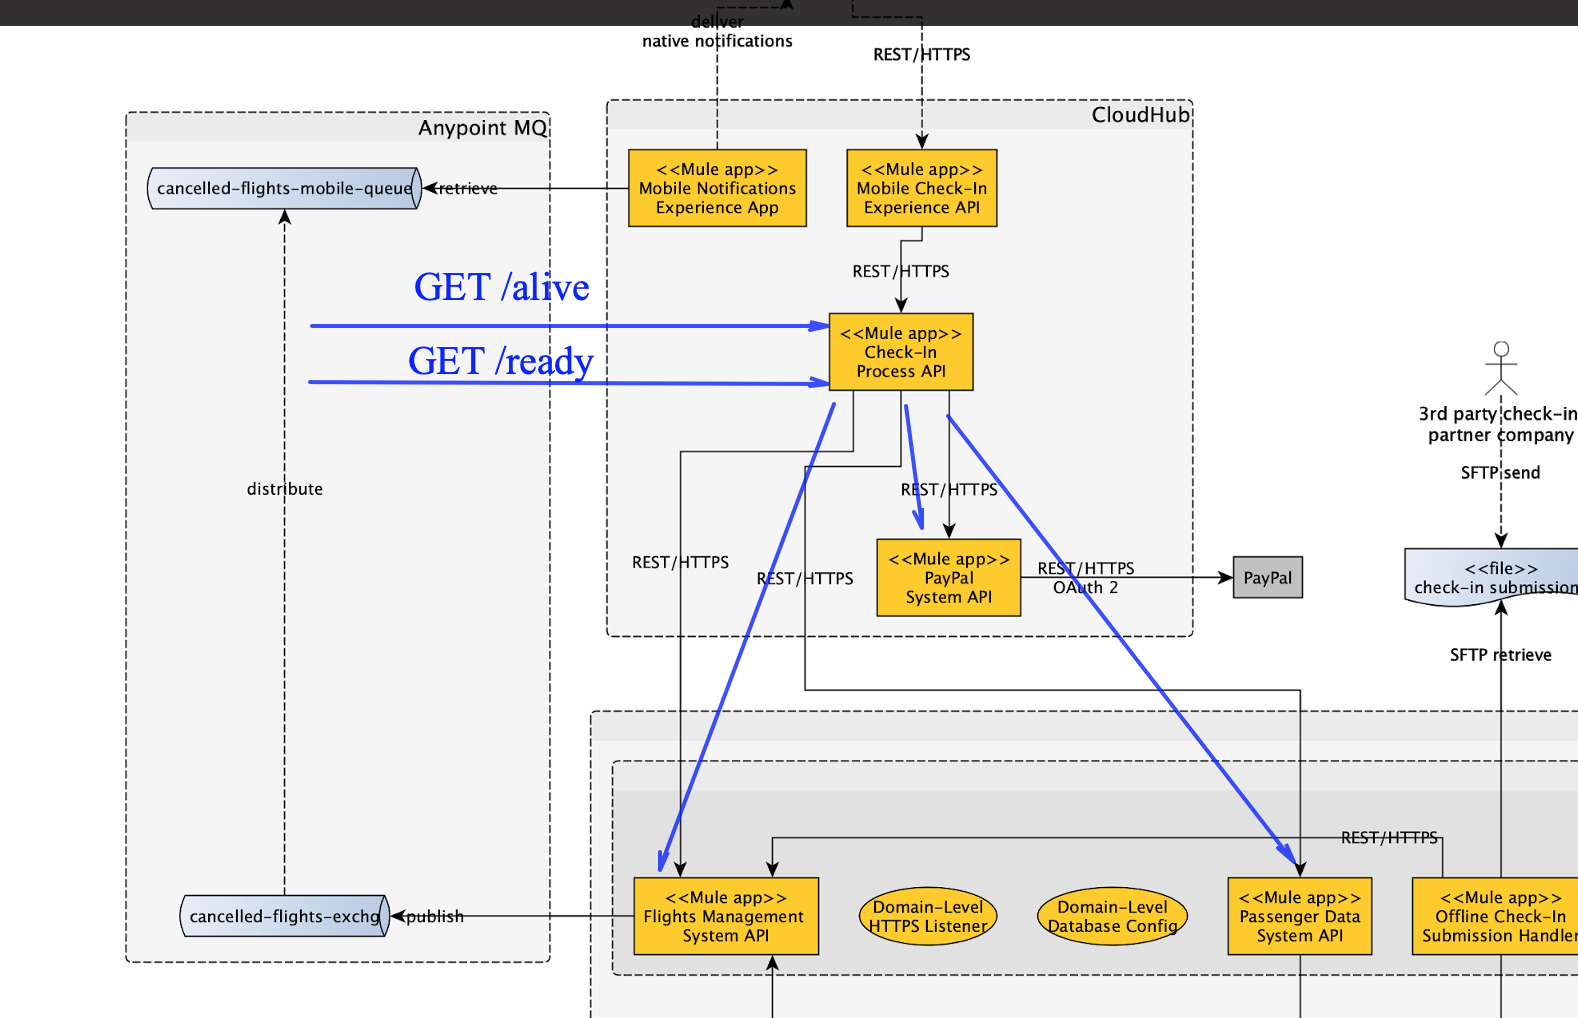 deliver
native notifications
REST/HTTPS
Anypoint MQ
CloudHub
cancelled-flights-mobile-queue
retrieve
<<Mule app>>
Mobile Notifications
Experience App
<<Mule app>>
Mobile Check-In
Experience API
REST/HTTPS
GET /alive
GET /ready
<<Mule app>>
Check-In
Process API
3rd party check-in
partner company
SFTP send
distribute
REST/HTTPS
REST/HTTPS
REST/HTTPS
<<Mule app>>
PayPal
System API
REST/HTTPS
OAuth 2
PayPal
<<file>>
check-in submission
SFTP retrieve
REST/HTTPS
cancelled-flights-exchg
publish
<<Mule app>>
Flights Management
System API
Domain-Level
HTTPS Listener
Domain-Level
Database Config
<<Mule app>>
Passenger Data
System API
<<Mule app>>
Offline Check-In
Submission Handler